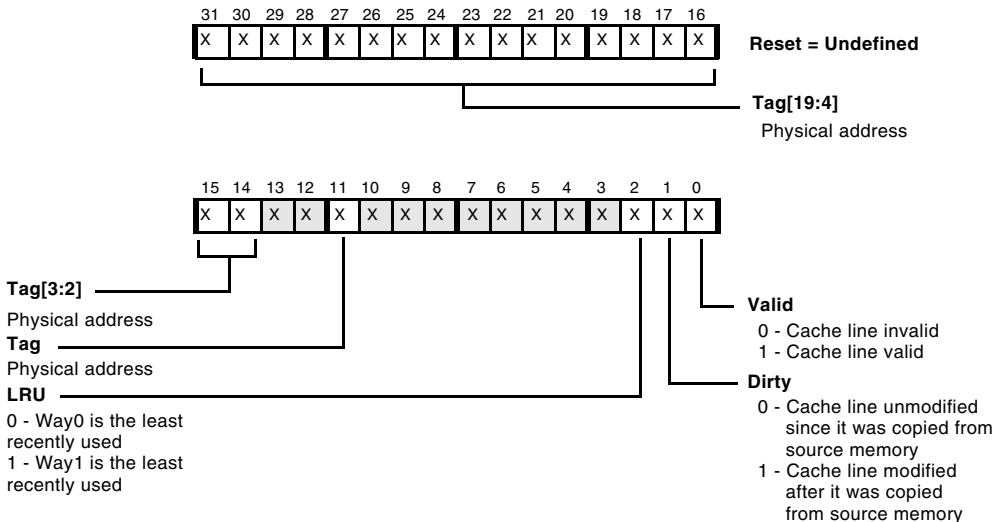 31 30 29 28 27 26 25 24 23 22 21 20 19 18 17 16
X X X X X X X X X X X X X X X X
Reset = Undefined
Tag[19:4]
Physical address
15 14 13 12 11 10 9 8 7 6 5 4 3 2 1 0
X X X X X X X X X X X X X X X X
Tag[3:2]
Physical address
Tag
Physical address
LRU
0 - Way0 is the least
recently used
1 - Way1 is the least
recently used
Valid
0 - Cache line invalid
1 - Cache line valid
Dirty
0 - Cache line unmodified
since it was copied from
source memory
1 - Cache line modified
after it was copied
from source memory